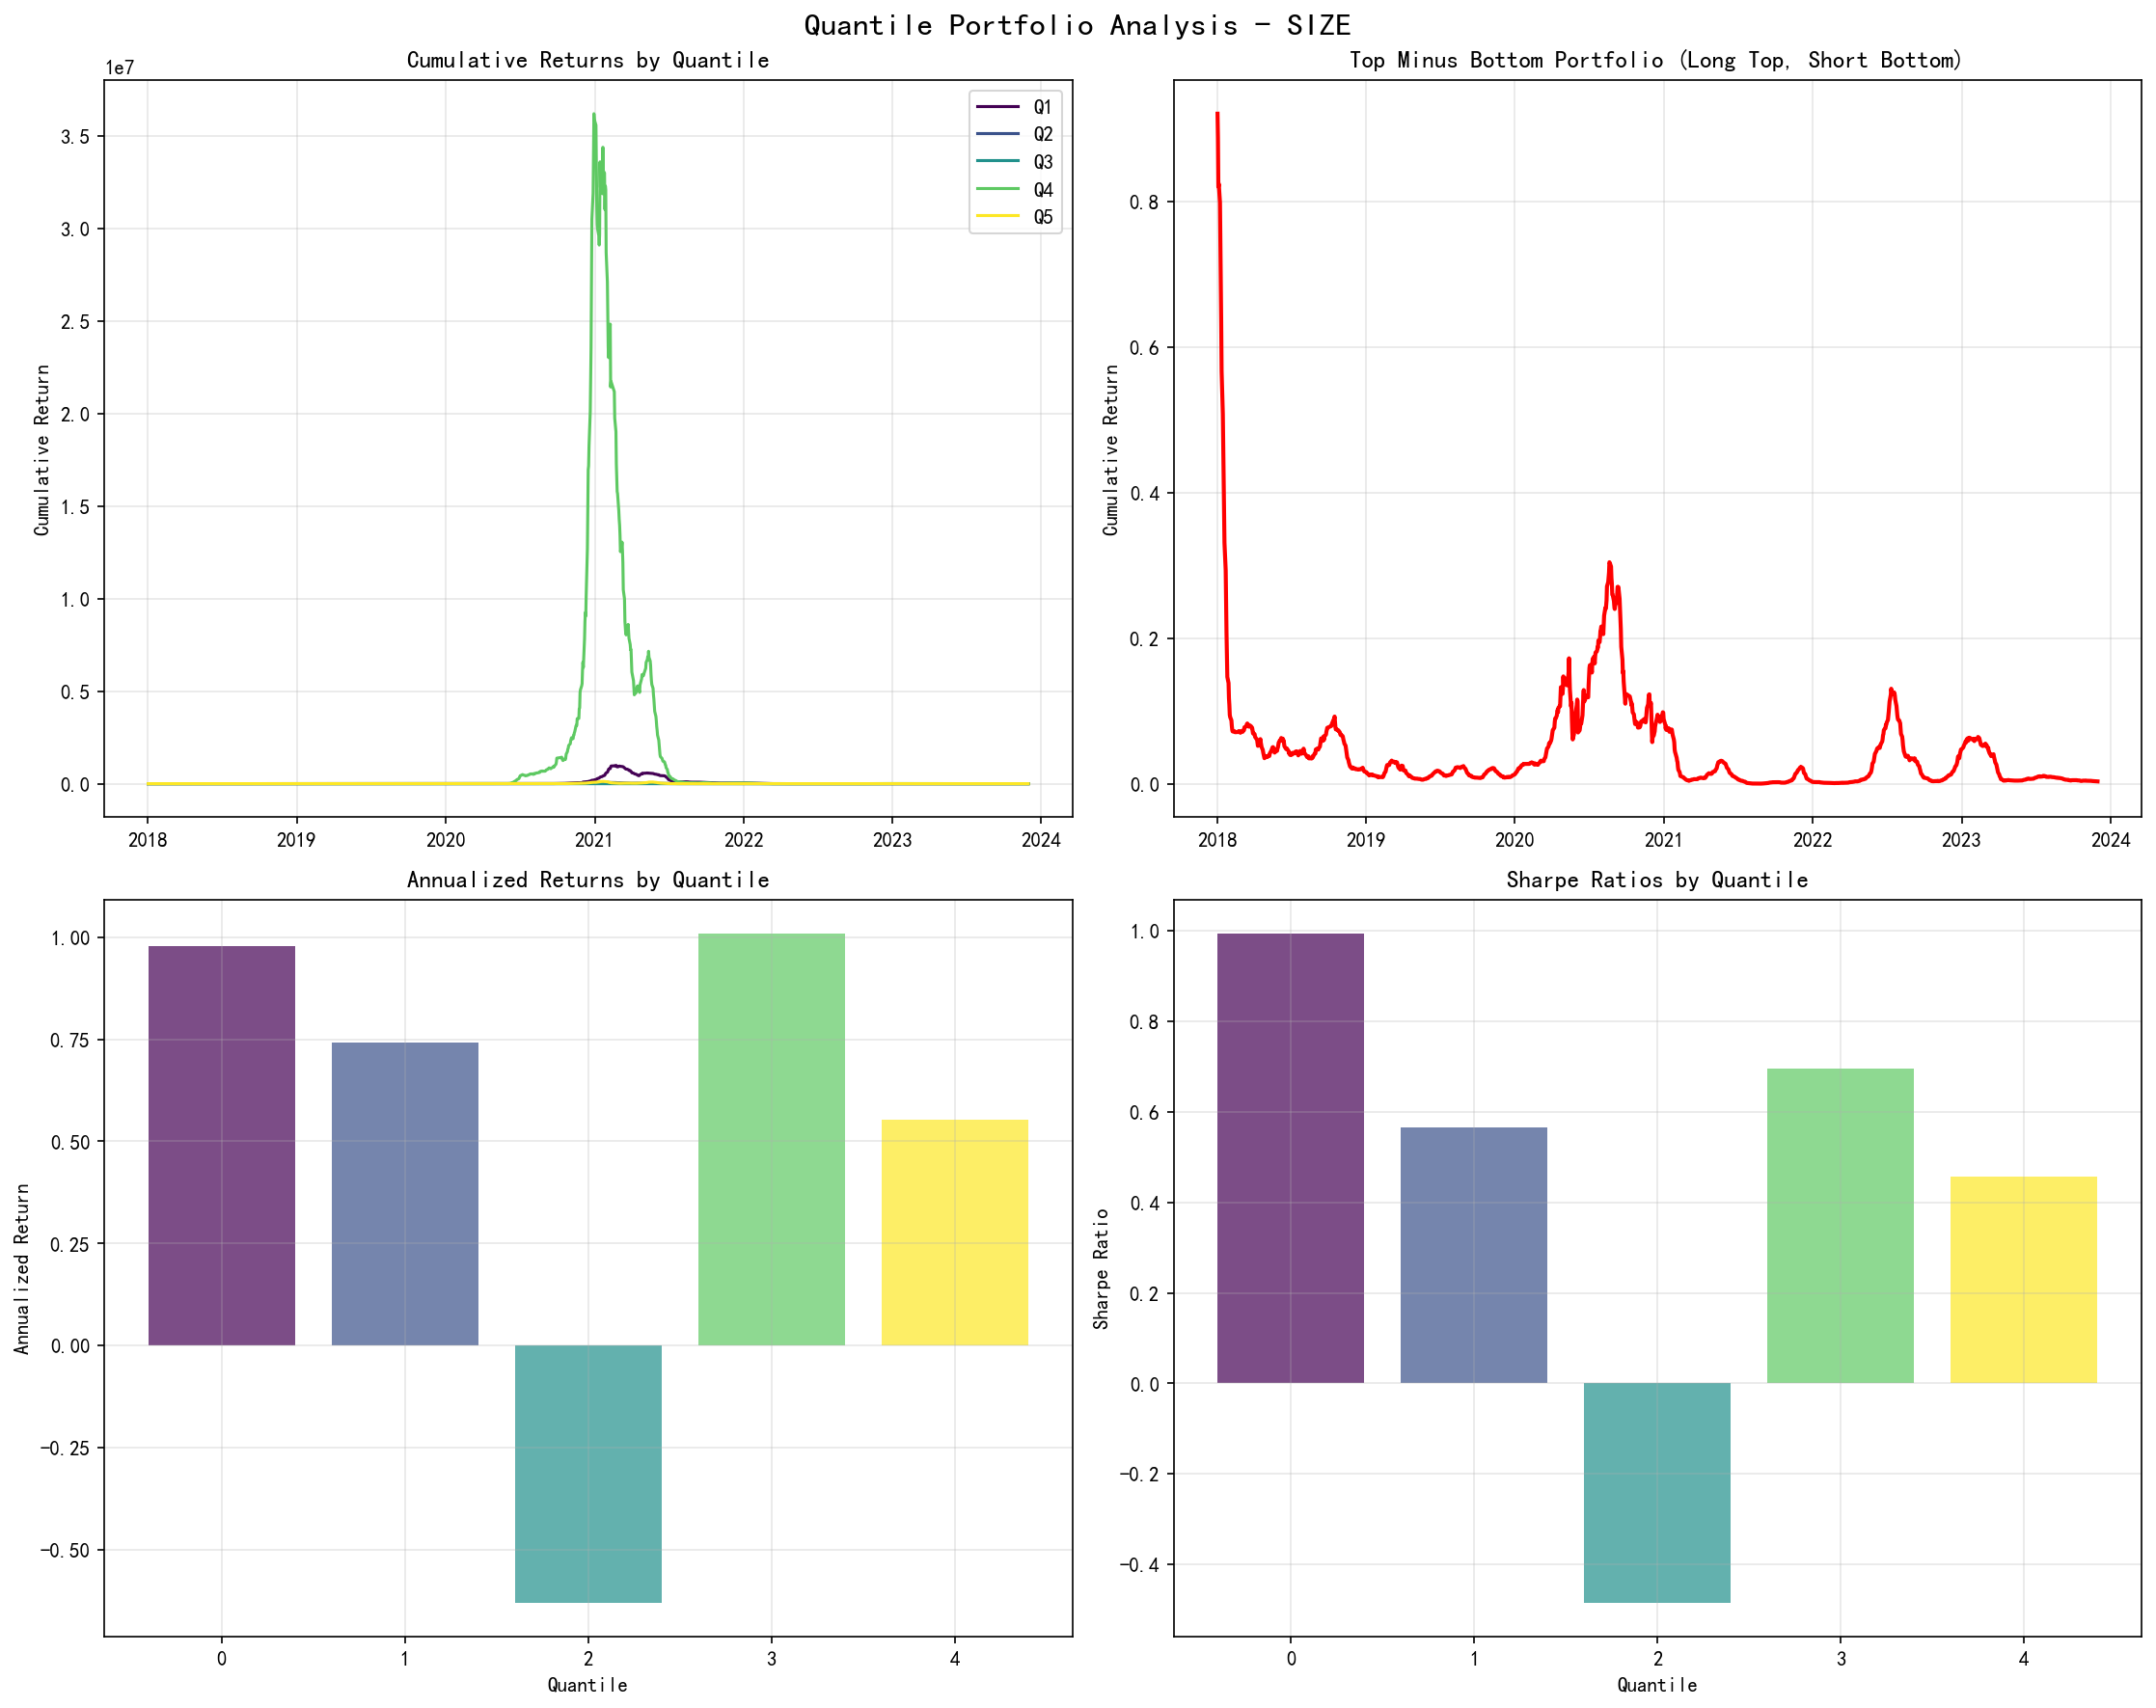 Quantile Portfolio Analysis - SIZE
Cumulative Returns by Quantile
1e7
Cumulative Return
3.5
3.0
2.5
2.0
1.5
1.0
0.5
0.0
2018 2019 2020 2021 2022 2023 2024
Q1
Q2
Q3
Q4
Q5
Top Minus Bottom Portfolio (Long Top, Short Bottom)
Cumulative Return
0.8
0.6
0.4
0.2
0.0
2018 2019 2020 2021 2022 2023 2024
Annualized Returns by Quantile
Annualized Return
1.00
0.75
0.50
0.25
0.00
-0.25
-0.50
0 1 2 3 4
Quantile
Sharpe Ratios by Quantile
Sharpe Ratio
1.0
0.8
0.6
0.4
0.2
0.0
-0.2
-0.4
0 1 2 3 4
Quantile